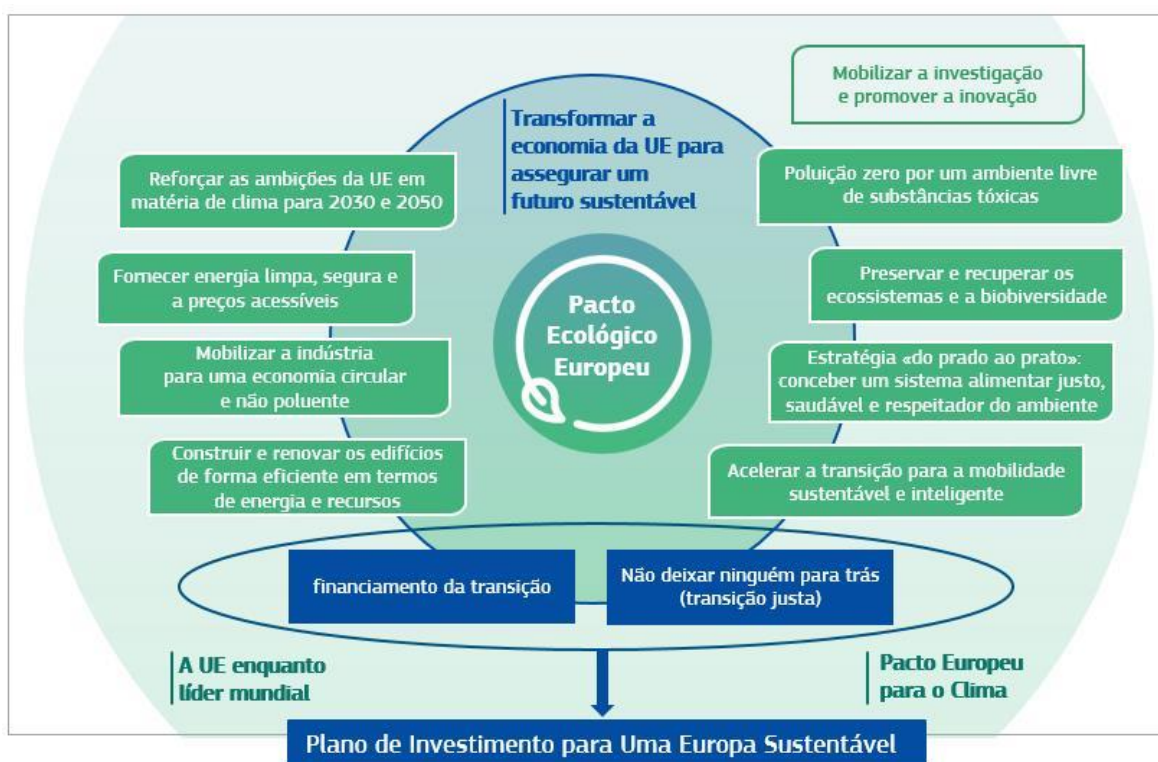 Mobilizar a investigação
e promover a inovação
Transformar a
economia da UE para
assegurar um
futuro sustentável
Reforçar as ambições da UE em
matéria de clima para 2030 e 2050
Poluição zero por um ambiente livre
de substâncias tóxicas
Fornecer energia limpa, segura e
a preços acessíveis
Preservar e recuperar os
ecossistemas e a biobiversidade
Pacto
Ecológico
Europeu
Mobilizar a indústria
para uma economia circular
e não poluente
Estratégia «do prado ao prato»:
conceber um sistema alimentar justo,
saudável e respeitador do ambiente
Construir e renovar os edifícios
de forma eficiente em termos
de energia e recursos
Acelerar a transição para a mobilidade
sustentável e inteligente
financiamento da transição
Não deixar ninguém para trás
(transição justa)
A UE enquanto
líder mundial
Pacto Europeu
para o Clima
Plano de Investimento para Uma Europa Sustentável